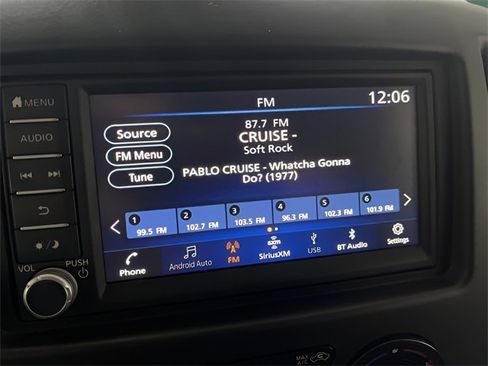 MENU
FM
12:06
AUDIO
Source
FM Menu
Tune
87.7 FM
CRUISE -
Soft Rock
PABLO CRUISE - Whatcha Gonna
Do? (1977)
1
99.5 FM
2
102.7 FM
3
103.5 FM
4
96.3 FM
5
102.3 FM
6
101.9 FM
Phone
Android Auto
FM
SiriusXM
USB
BT Audio
Settings
VOL
PUSH
MAX
A/C